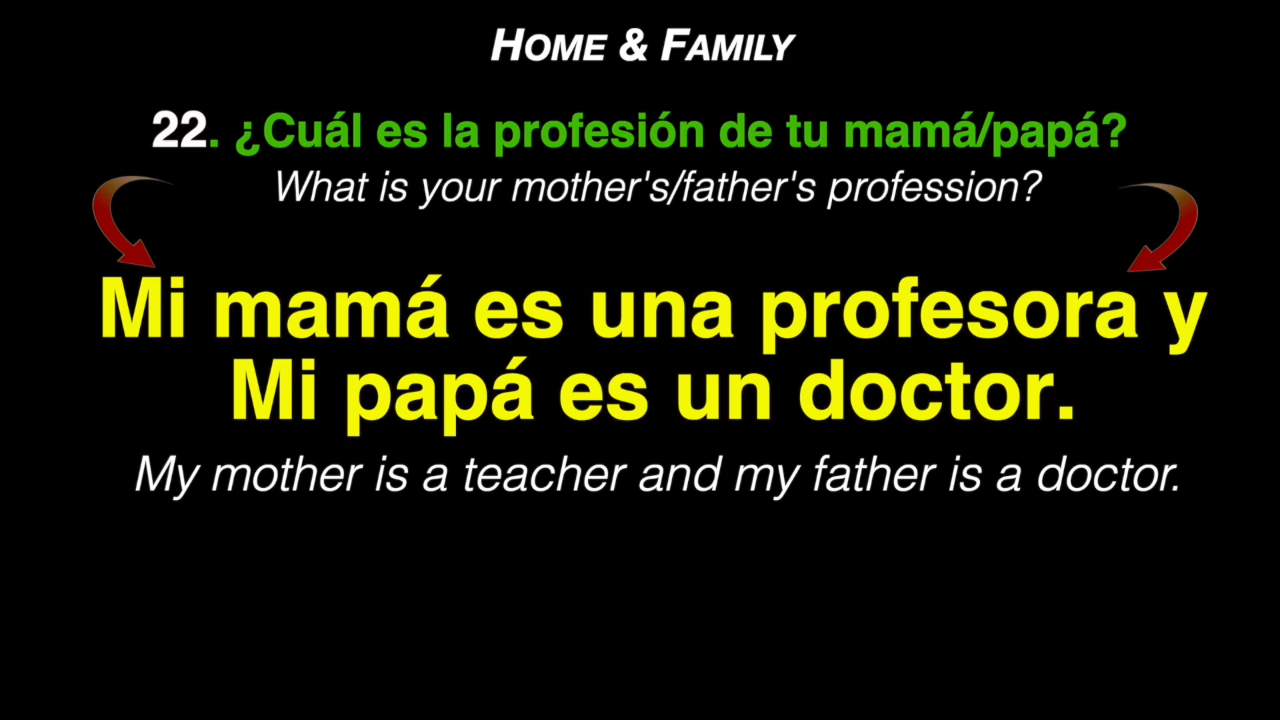 HOME & FAMILY
22. ¿Cuál es la profesión de tu mamá/papá?
What is your mother's/father's profession?
Mi mamá es una profesora y
Mi papá es un doctor.
My mother is a teacher and my father is a doctor.